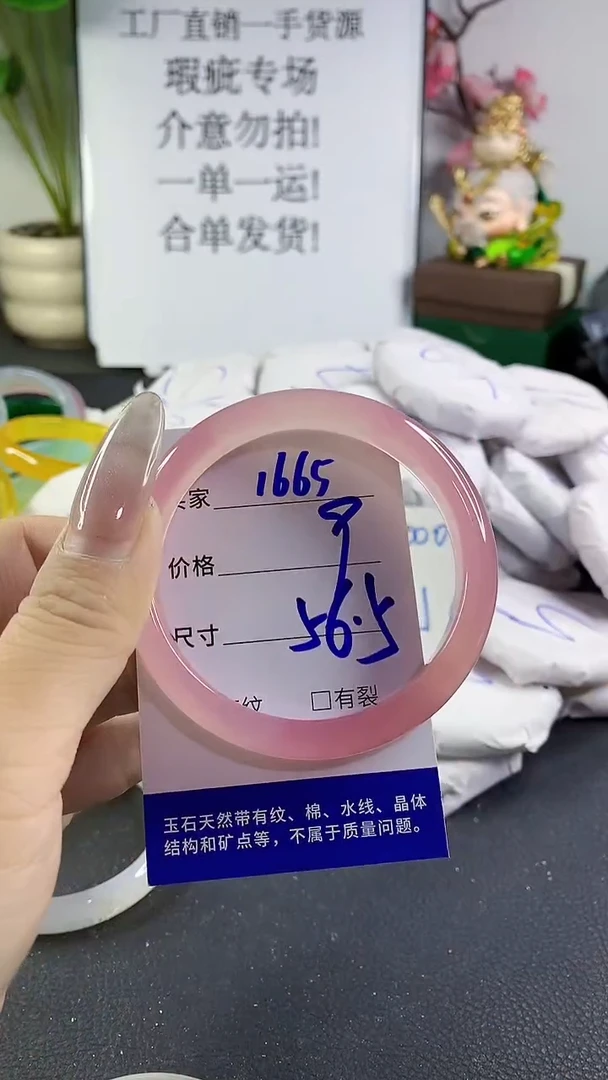 工厂直销一手货源
瑕疵专场
介意勿拍!
一单一运!
合单发货!
家 1665
价格
尺寸 56.5
纹 □有裂
玉石天然带有纹、棉、水线、晶体
结构和矿点等，不属于质量问题。